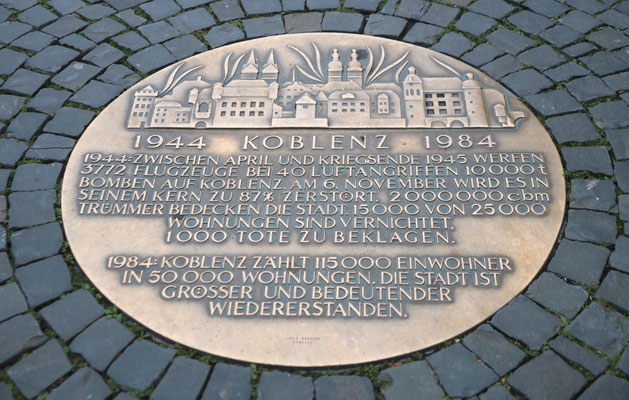 1944 KOBLENZ 1984
1944: ZWISCHEN APRIL UND KRIEGSENDE 1945 WERFEN
3772 FLUGZEUGE BEI 40 LUFTANGRIFFEN 10000 t
BOMBEN AUF KOBLENZ. AM 6. NOVEMBER WIRD ES IN
SEINEM KERN ZU 87% ZERSTÖRT. 2000000 cbm
TRÜMMER BEDECKEN DIE STADT. 15000 VON 25000
WOHNUNGEN SIND VERNICHTET.
1000 TOTE ZU BEKLAGEN.
1984: KOBLENZ ZÄHLT 115000 EINWOHNER
IN 50000 WOHNUNGEN. DIE STADT IST
GRÖSSER UND BEDEUTENDER
WIEDERERSTANDEN.